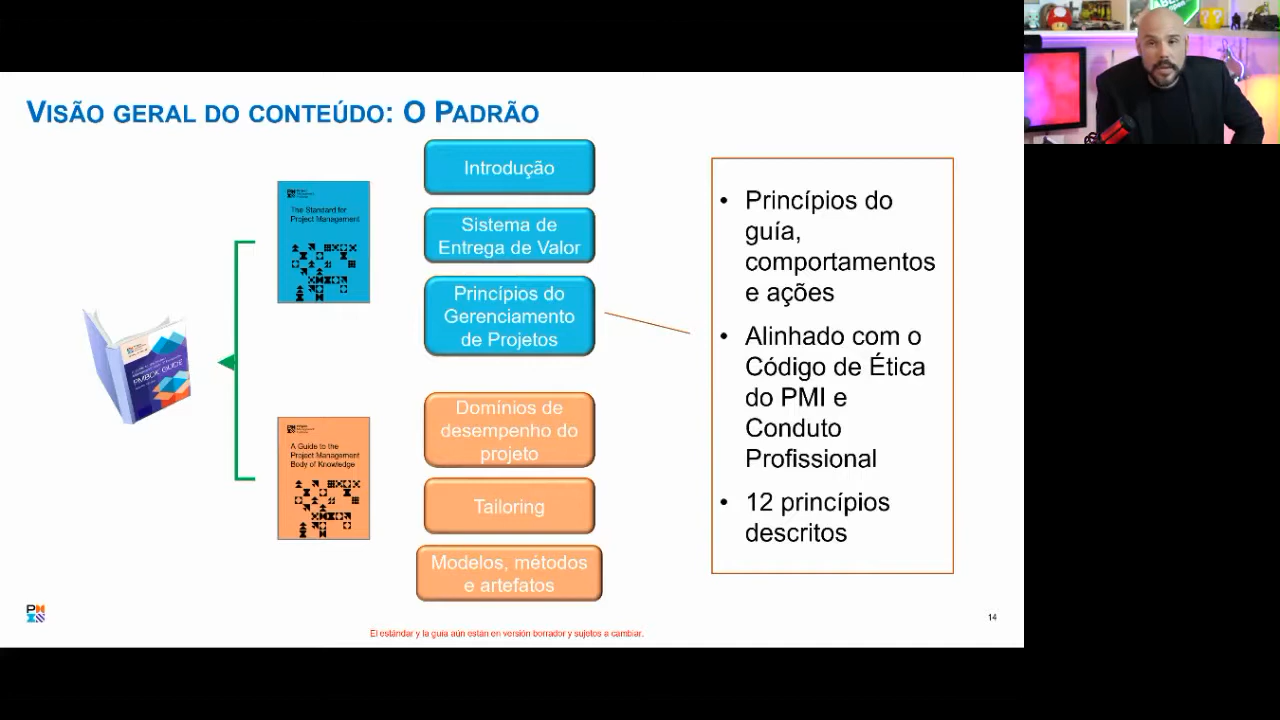 VISÃO GERAL DO CONTEÚDO: O PADRÃO
The Standard for
Project Management
Introdução
Sistema de
Entrega de Valor
Princípios do
Gerenciamento
de Projetos
PMBOK GUIDE
A Guide to the
Project Management
Body of Knowledge
Domínios de
desempenho do
projeto
Tailoring
Modelos, métodos
e artefatos
• Princípios do
guía,
comportamentos
e ações
• Alinhado com o
Código de Ética
do PMI e
Conduto
Profissional
• 12 princípios
descritos
El estándar y la guía aún están en versión borrador y sujetos a cambiar.
14